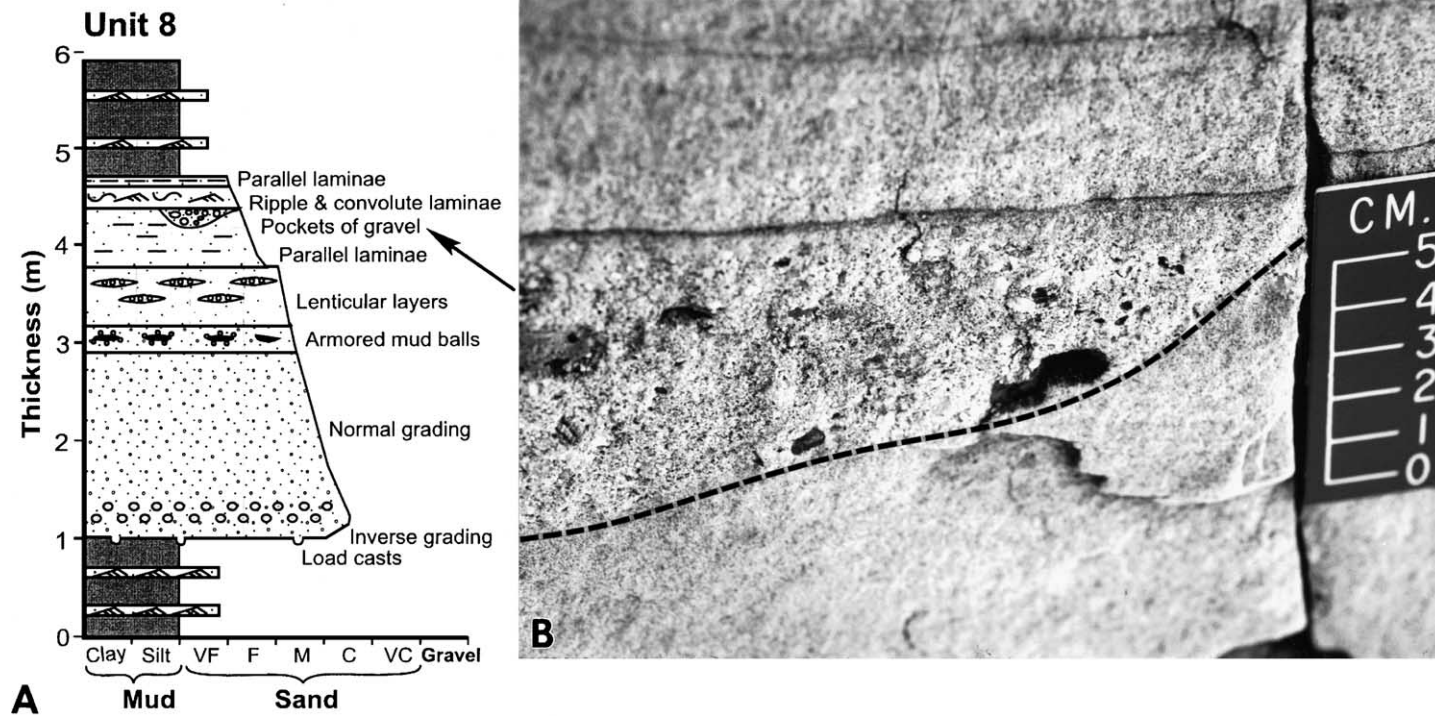 Unit 8
6
5
4
3
2
1
0
Thickness (m)
Parallel laminae
Ripple & convolute laminae
Pockets of gravel
Parallel laminae
Lenticular layers
Armored mud balls
Normal grading
Inverse grading
Load casts
Clay Silt VF F M C VC Gravel
Mud Sand
A
CM.
5
4
3
2
1
0
B